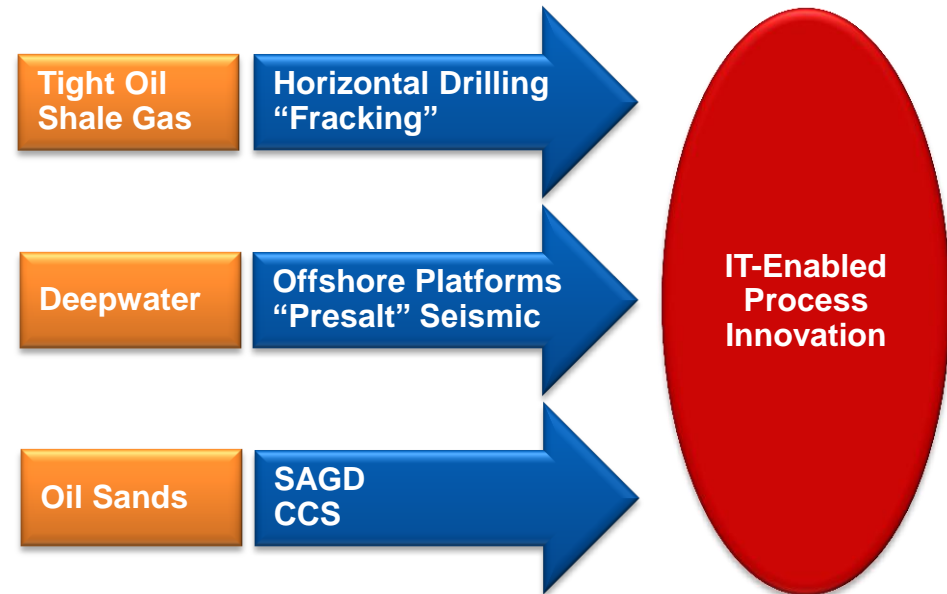 Tight Oil
Shale Gas
Horizontal Drilling
“Fracking”
Deepwater
Offshore Platforms
“Presalt” Seismic
Oil Sands
SAGD
CCS
IT-Enabled
Process
Innovation